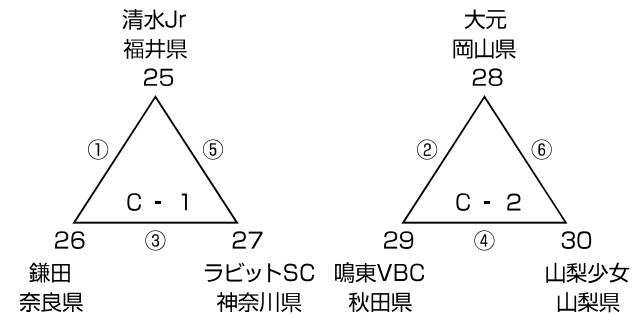 清水Jr 大元
福井県 岡山県
25 28
① ⑤ ② ⑥
C - 1 C - 2
26 ③ 27 29 ④ 30
鎌田 ラビットSC 鳴東VBC 山梨少女
奈良県 神奈川県 秋田県 山梨県